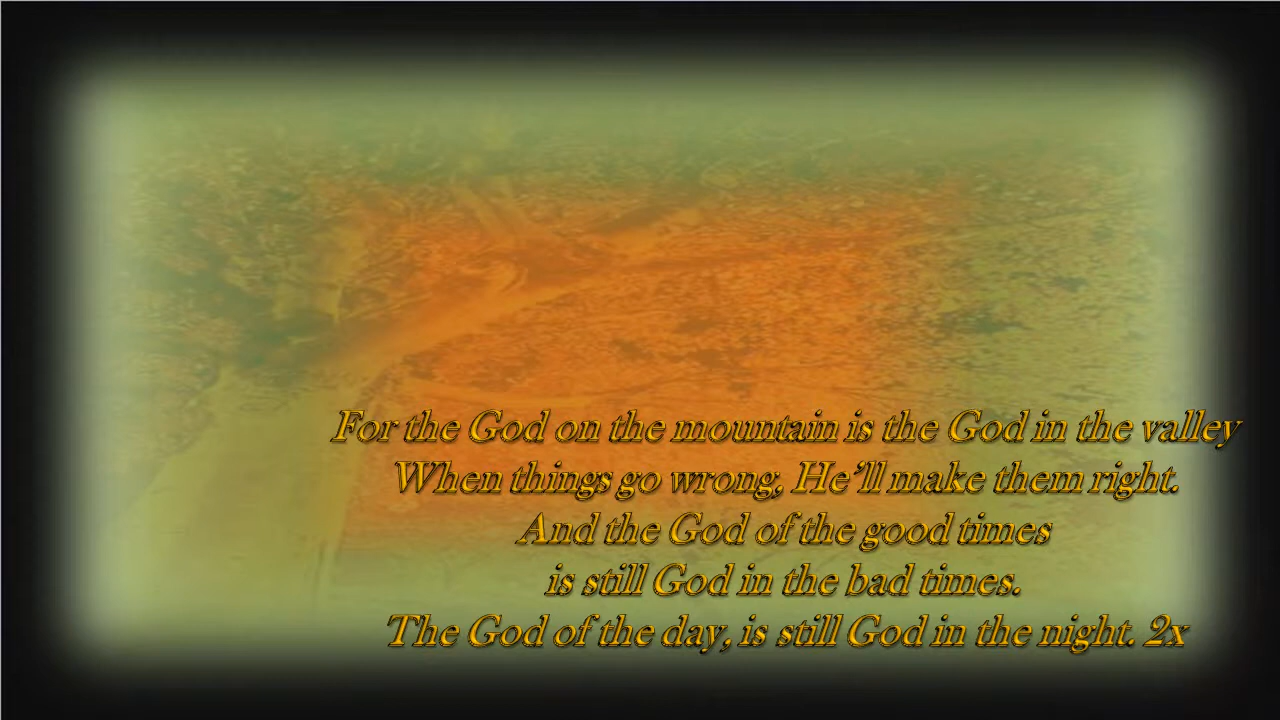 For the God on the mountain is the God in the valley
When things go wrong, He’ll make them right.
And the God of the good times
is still God in the bad times.
The God of the day, is still God in the night. 2x